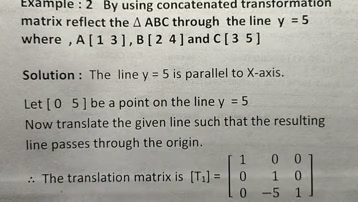 Example : 2 By using concatenated transformation
matrix reflect the Δ ABC through the line y = 5
where , A [ 1 3 ] , B [ 2 4 ] and C [ 3 5 ]
Solution : The line y = 5 is parallel to X-axis.
Let [ 0 5 ] be a point on the line y = 5
Now translate the given line such that the resulting
line passes through the origin.
1 0 0
∴ The translation matrix is [T₁] = 0 1 0
0 −5 1